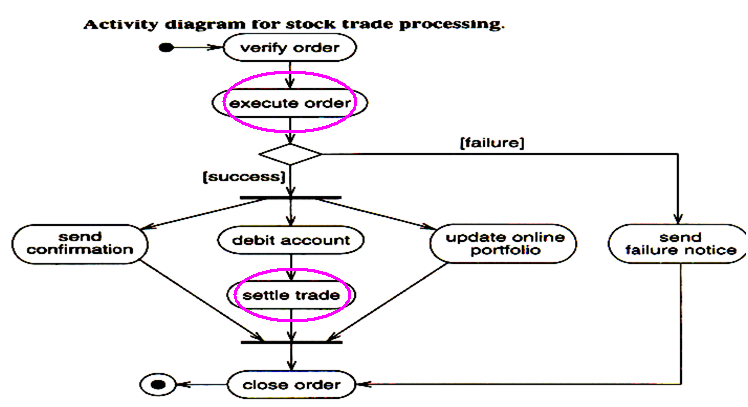 Activity diagram for stock trade processing.
verify order
execute order
[failure]
[success]
send
confirmation
debit account
update online
portfolio
send
failure notice
settle trade
close order